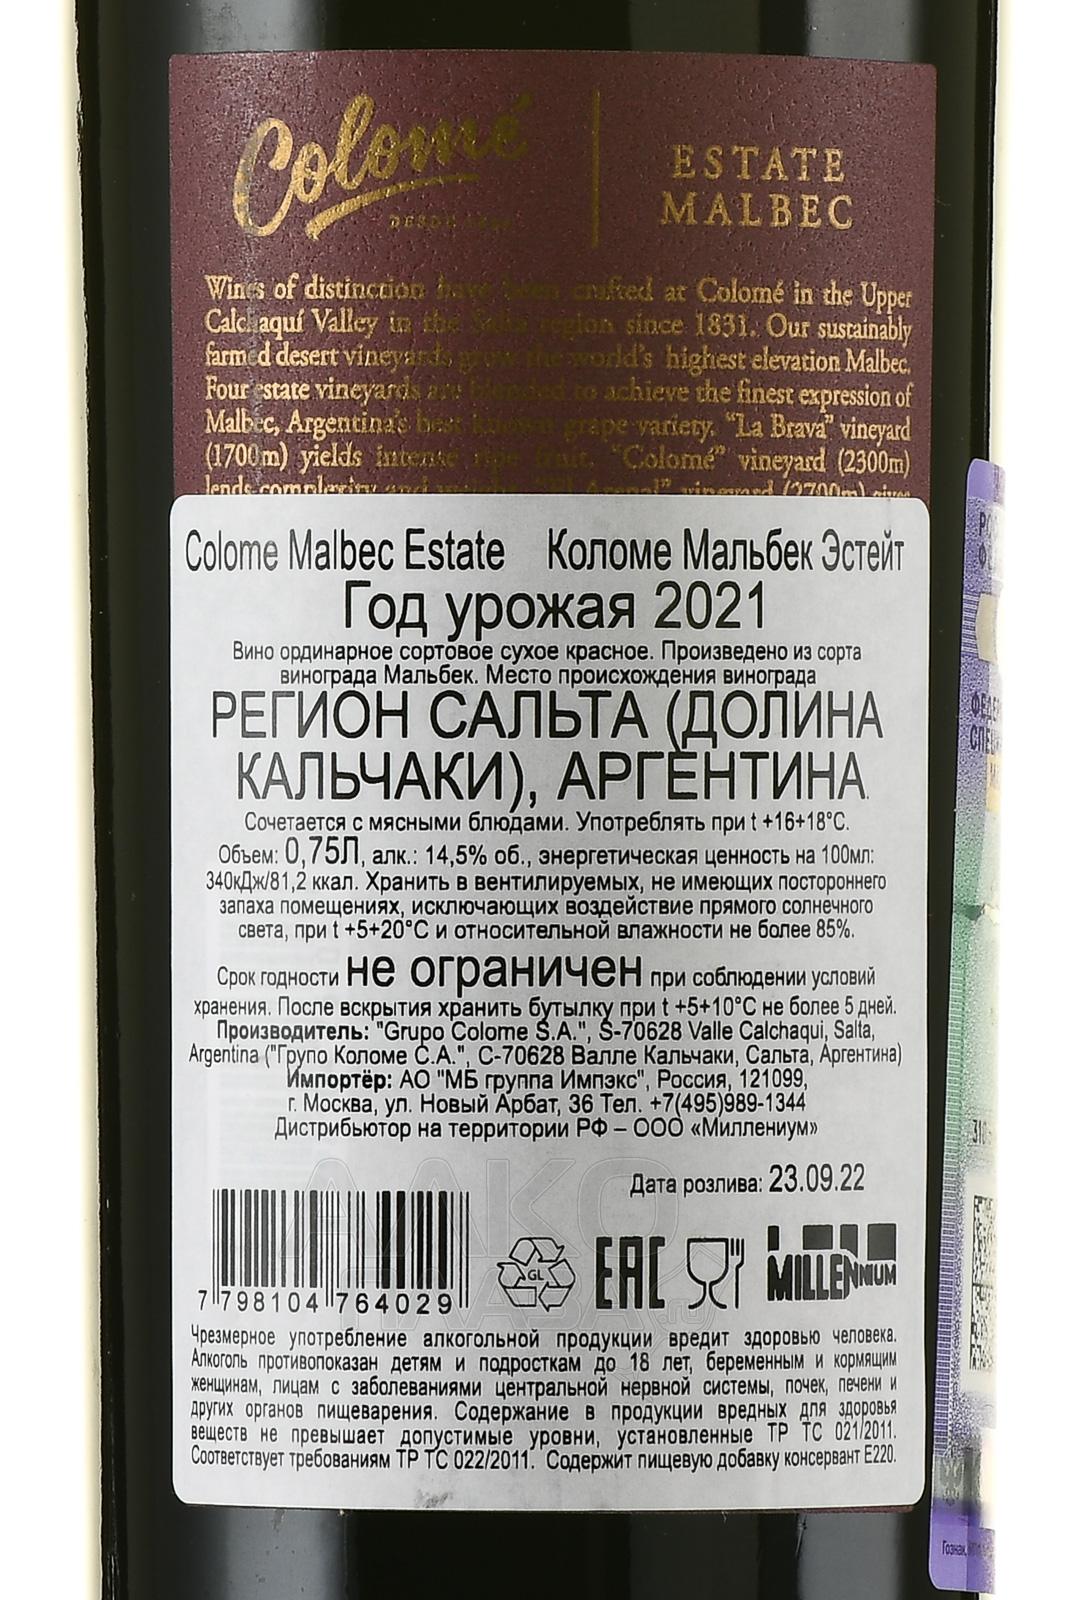 Colomé
DESDE
ESTATE
MALBEC
Wines of distinction have been crafted at Colomé in the Upper
Calchaquí Valley in the Salta region since 1831. Our sustainably
farmed desert vineyards grow the world's highest elevation Malbec.
Four estate vineyards are blended to achieve the finest expression of
Malbec, Argentina's best known grape variety. "La Brava" vineyard
(1700m) yields intense ripe fruit. "Colomé" vineyard (2300m)
lends complexity and weight. "El Arenal" vineyard (2700m) gives
Colome Malbec Estate Коломе Мальбек Эстейт
Год урожая 2021
Вино ординарное сортовое сухое красное. Произведено из сорта
винограда Мальбек. Место происхождения винограда
РЕГИОН САЛЬТА (ДОЛИНА
КАЛЬЧАКИ), АРГЕНТИНА.
Сочетается с мясными блюдами. Употреблять при t +16+18°С.
Объем: 0,75Л, алк.: 14,5% об., энергетическая ценность на 100мл:
340кДж/81,2 ккал. Хранить в вентилируемых, не имеющих постороннего
запаха помещениях, исключающих воздействие прямого солнечного
света, при t +5+20°С и относительной влажности не более 85%.
Срок годности не ограничен при соблюдении условий
хранения. После вскрытия хранить бутылку при t +5+10°С не более 5 дней.
Производитель: "Grupo Colome S.A.", S-70628 Valle Calchaqui, Salta,
Argentina ("Групо Коломе С.А.", С-70628 Валле Кальчаки, Сальта, Аргентина)
Импортёр: АО "МБ группа Импэкс", Россия, 121099,
г. Москва, ул. Новый Арбат, 36 Тел. +7(495)989-1344
Дистрибьютор на территории РФ – ООО «Миллениум»
Дата розлива: 23.09.22
7 798104 764029
GL
EAC
MILLENNIUM
Чрезмерное употребление алкогольной продукции вредит здоровью человека.
Алкоголь противопоказан детям и подросткам до 18 лет, беременным и кормящим
женщинам, лицам с заболеваниями центральной нервной системы, почек, печени и
других органов пищеварения. Содержание в продукции вредных для здоровья
веществ не превышает допустимые уровни, установленные ТР ТС 021/2011.
Соответствует требованиям ТР ТС 022/2011. Содержит пищевую добавку консервант Е220.